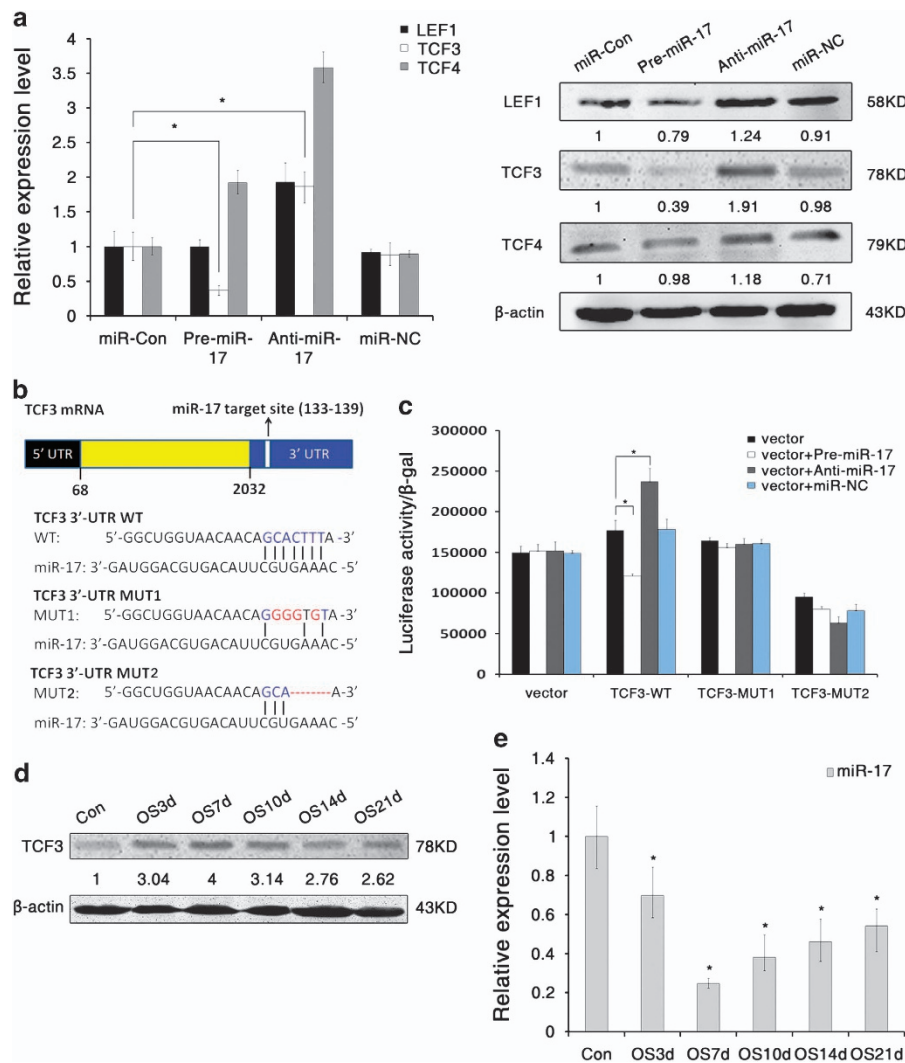 a
LEF1
TCF3
TCF4
Relative expression level
4
3.5
3
2.5
2
1.5
1
0.5
0
*
*
miR-Con
Pre-miR-17
Anti-miR-17
miR-NC
miR-Con Pre-miR-17 Anti-miR-17 miR-NC
LEF1 58KD
1 0.79 1.24 0.91
TCF3 78KD
1 0.39 1.91 0.98
TCF4 79KD
1 0.98 1.18 0.71
β-actin 43KD
b
TCF3 mRNA miR-17 target site (133-139)
5' UTR 3' UTR
68 2032
TCF3 3'-UTR WT
WT: 5'-GGCUGGUAACAACAGCACTTTA -3'
miR-17: 3'-GAUGGACGUGACAUUCGUGAAAC -5'
TCF3 3'-UTR MUT1
MUT1: 5'-GGCUGGUAACAACAGGGGTGTA -3'
miR-17: 3'-GAUGGACGUGACAUUCGUGAAAC -5'
TCF3 3'-UTR MUT2
MUT2: 5'-GGCUGGUAACAACAGCA-------A-3'
miR-17: 3'-GAUGGACGUGACAUUCGUGAAAC -5'
c
Luciferase activity/β-gal
300000
250000
200000
150000
100000
50000
0
vector
vector+Pre-miR-17
vector+Anti-miR-17
vector+miR-NC
*
*
vector TCF3-WT TCF3-MUT1 TCF3-MUT2
d
Con OS3d OS7d OS10d OS14d OS21d
TCF3 78KD
1 3.04 4 3.14 2.76 2.62
β-actin 43KD
e
Relative expression level
1.4
1.2
1
0.8
0.6
0.4
0.2
0
miR-17
* * * * *
Con OS3d OS7d OS10d OS14d OS21d